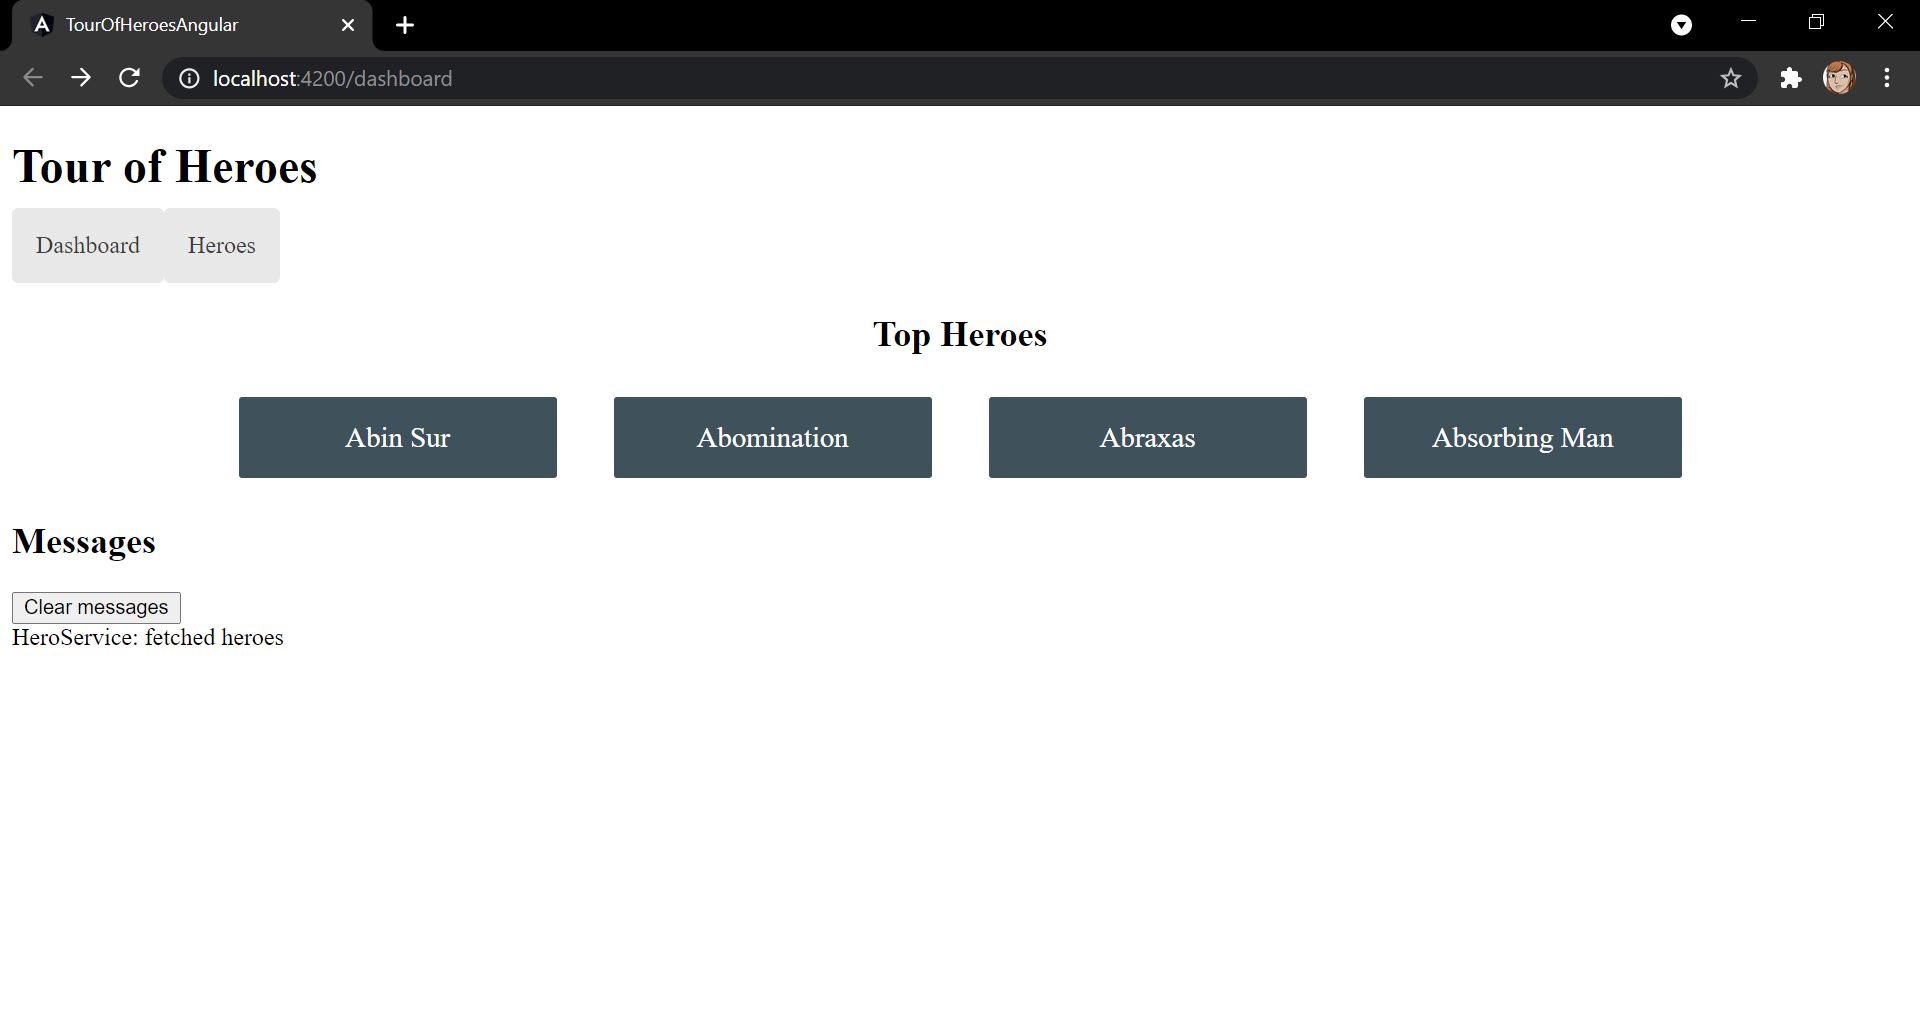 TourOfHeroesAngular
localhost:4200/dashboard
Tour of Heroes
Dashboard Heroes
Top Heroes
Abin Sur Abomination Abraxas Absorbing Man
Messages
Clear messages
HeroService: fetched heroes